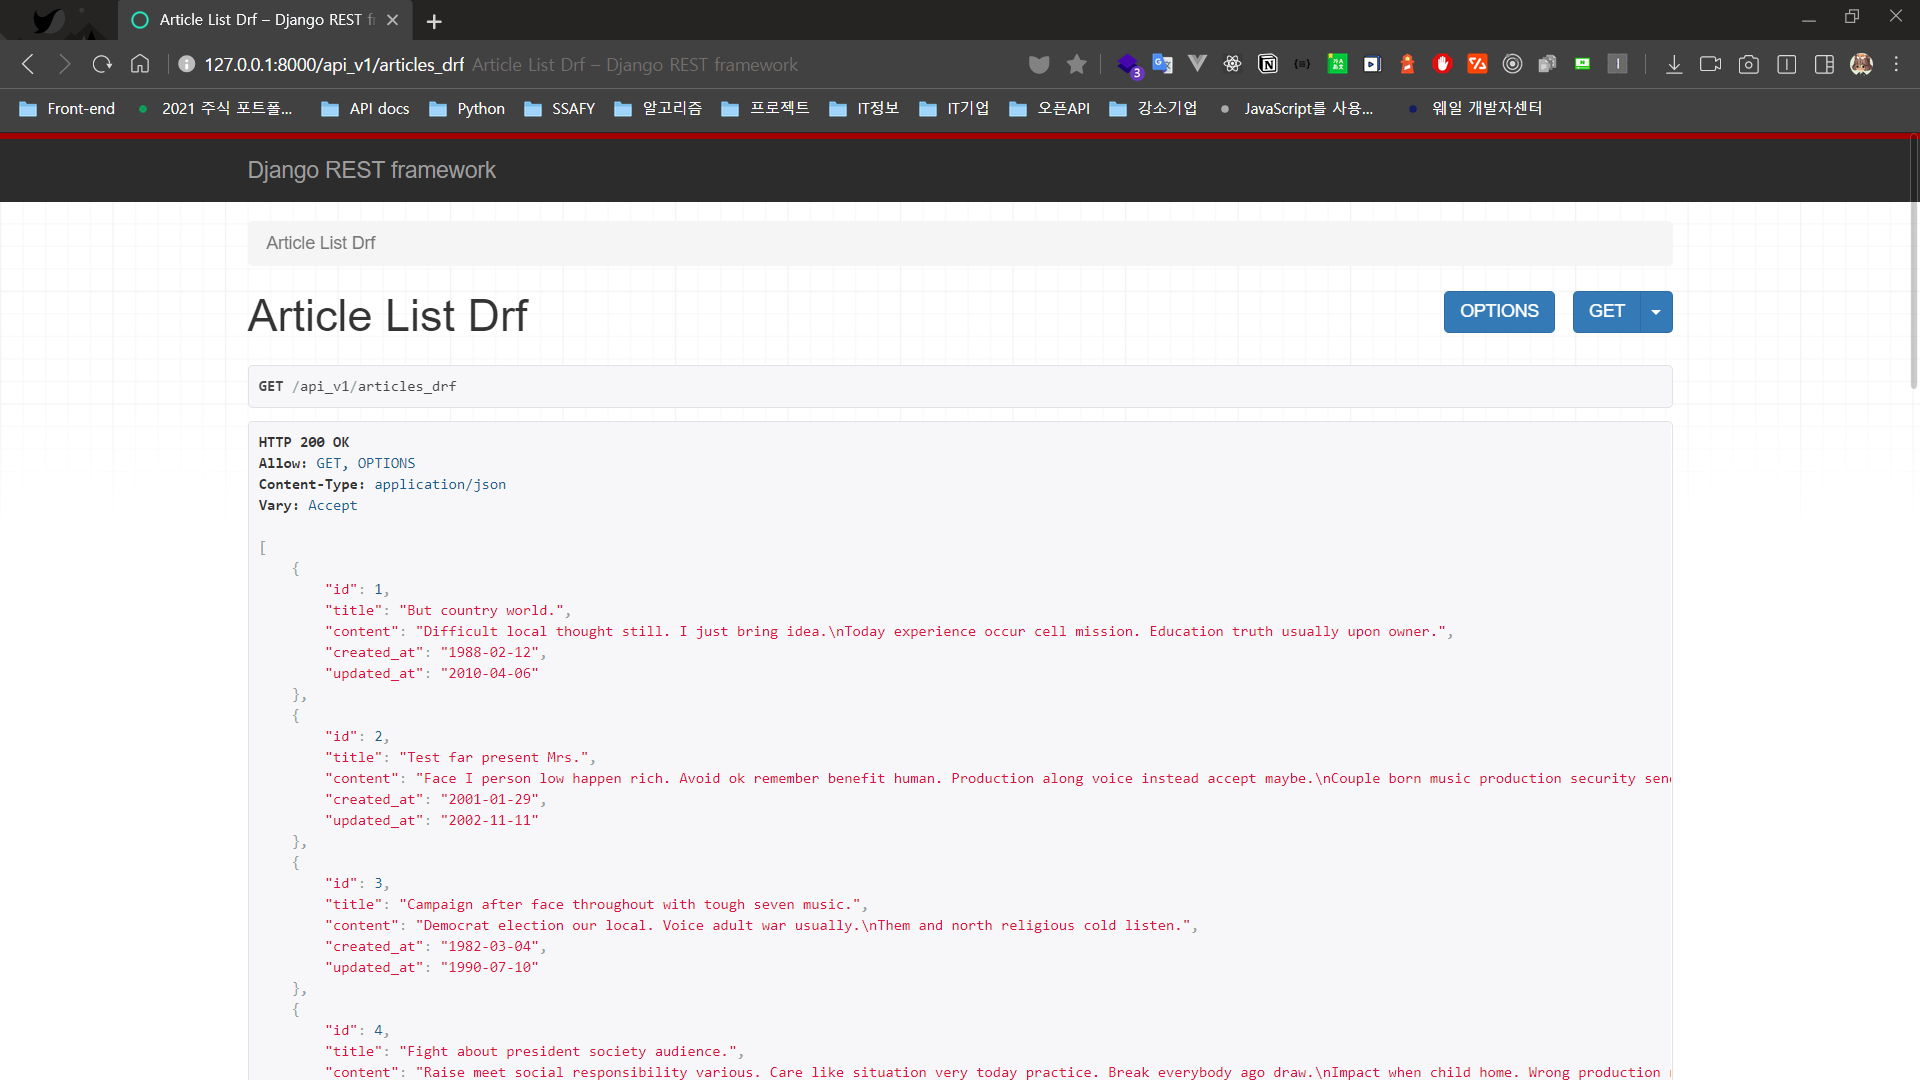 Article List Drf – Django REST f
127.0.0.1:8000/api_v1/articles_drf Article List Drf – Django REST framework
3
Front-end
2021 주식 포트폴...
API docs
Python
SSAFY
알고리즘
프로젝트
IT정보
IT기업
오픈API
강소기업
JavaScript를 사용...
웨일 개발자센터
Django REST framework
Article List Drf
Article List Drf
OPTIONS
GET
GET /api_v1/articles_drf
HTTP 200 OK
Allow: GET, OPTIONS
Content-Type: application/json
Vary: Accept
[
{
"id": 1,
"title": "But country world.",
"content": "Difficult local thought still. I just bring idea.\nToday experience occur cell mission. Education truth usually upon owner.",
"created_at": "1988-02-12",
"updated_at": "2010-04-06"
},
{
"id": 2,
"title": "Test far present Mrs.",
"content": "Face I person low happen rich. Avoid ok remember benefit human. Production along voice instead accept maybe.\nCouple born music production security sen
"created_at": "2001-01-29",
"updated_at": "2002-11-11"
},
{
"id": 3,
"title": "Campaign after face throughout with tough seven music.",
"content": "Democrat election our local. Voice adult war usually.\nThem and north religious cold listen.",
"created_at": "1982-03-04",
"updated_at": "1990-07-10"
},
{
"id": 4,
"title": "Fight about president society audience.",
"content": "Raise meet social responsibility various. Care like situation very today practice. Break everybody ago draw.\nImpact when child home. Wrong production